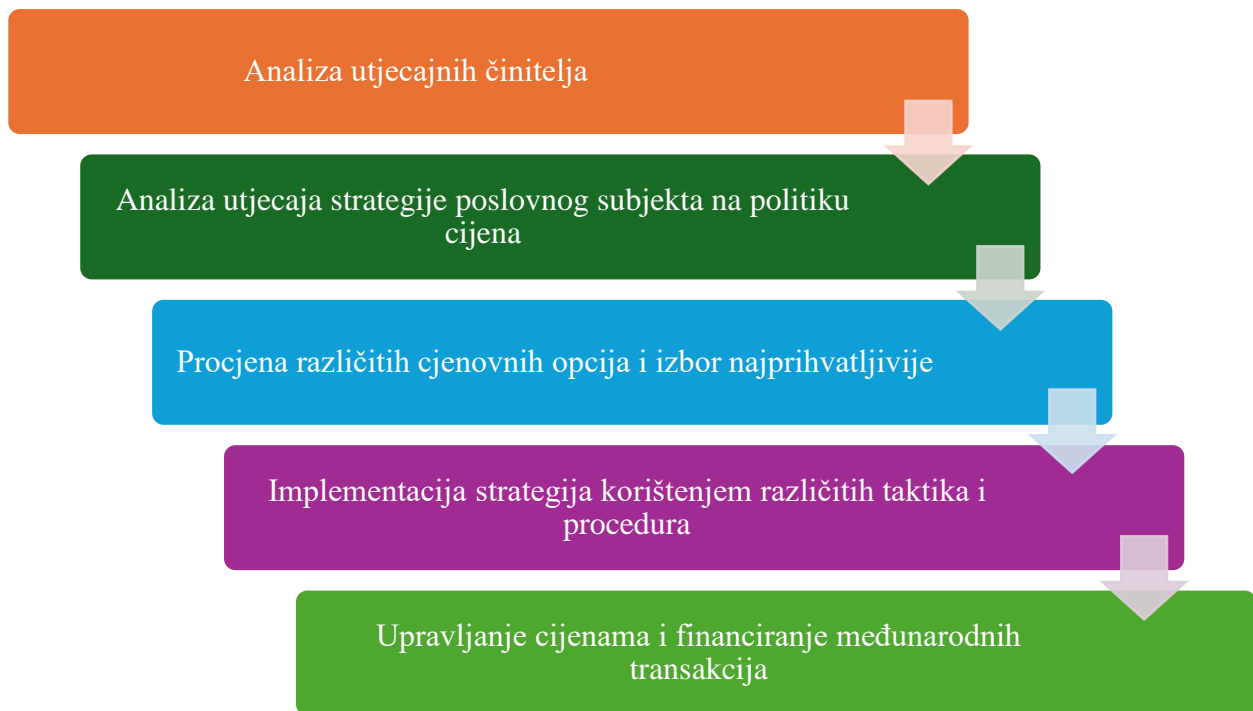 Analiza utjecajnih činitelja
Analiza utjecaja strategije poslovnog subjekta na politiku
cijena
Procjena različitih cjenovnih opcija i izbor najprihvatljivije
Implementacija strategija korištenjem različitih taktika i
procedura
Upravljanje cijenama i financiranje međunarodnih
transakcija